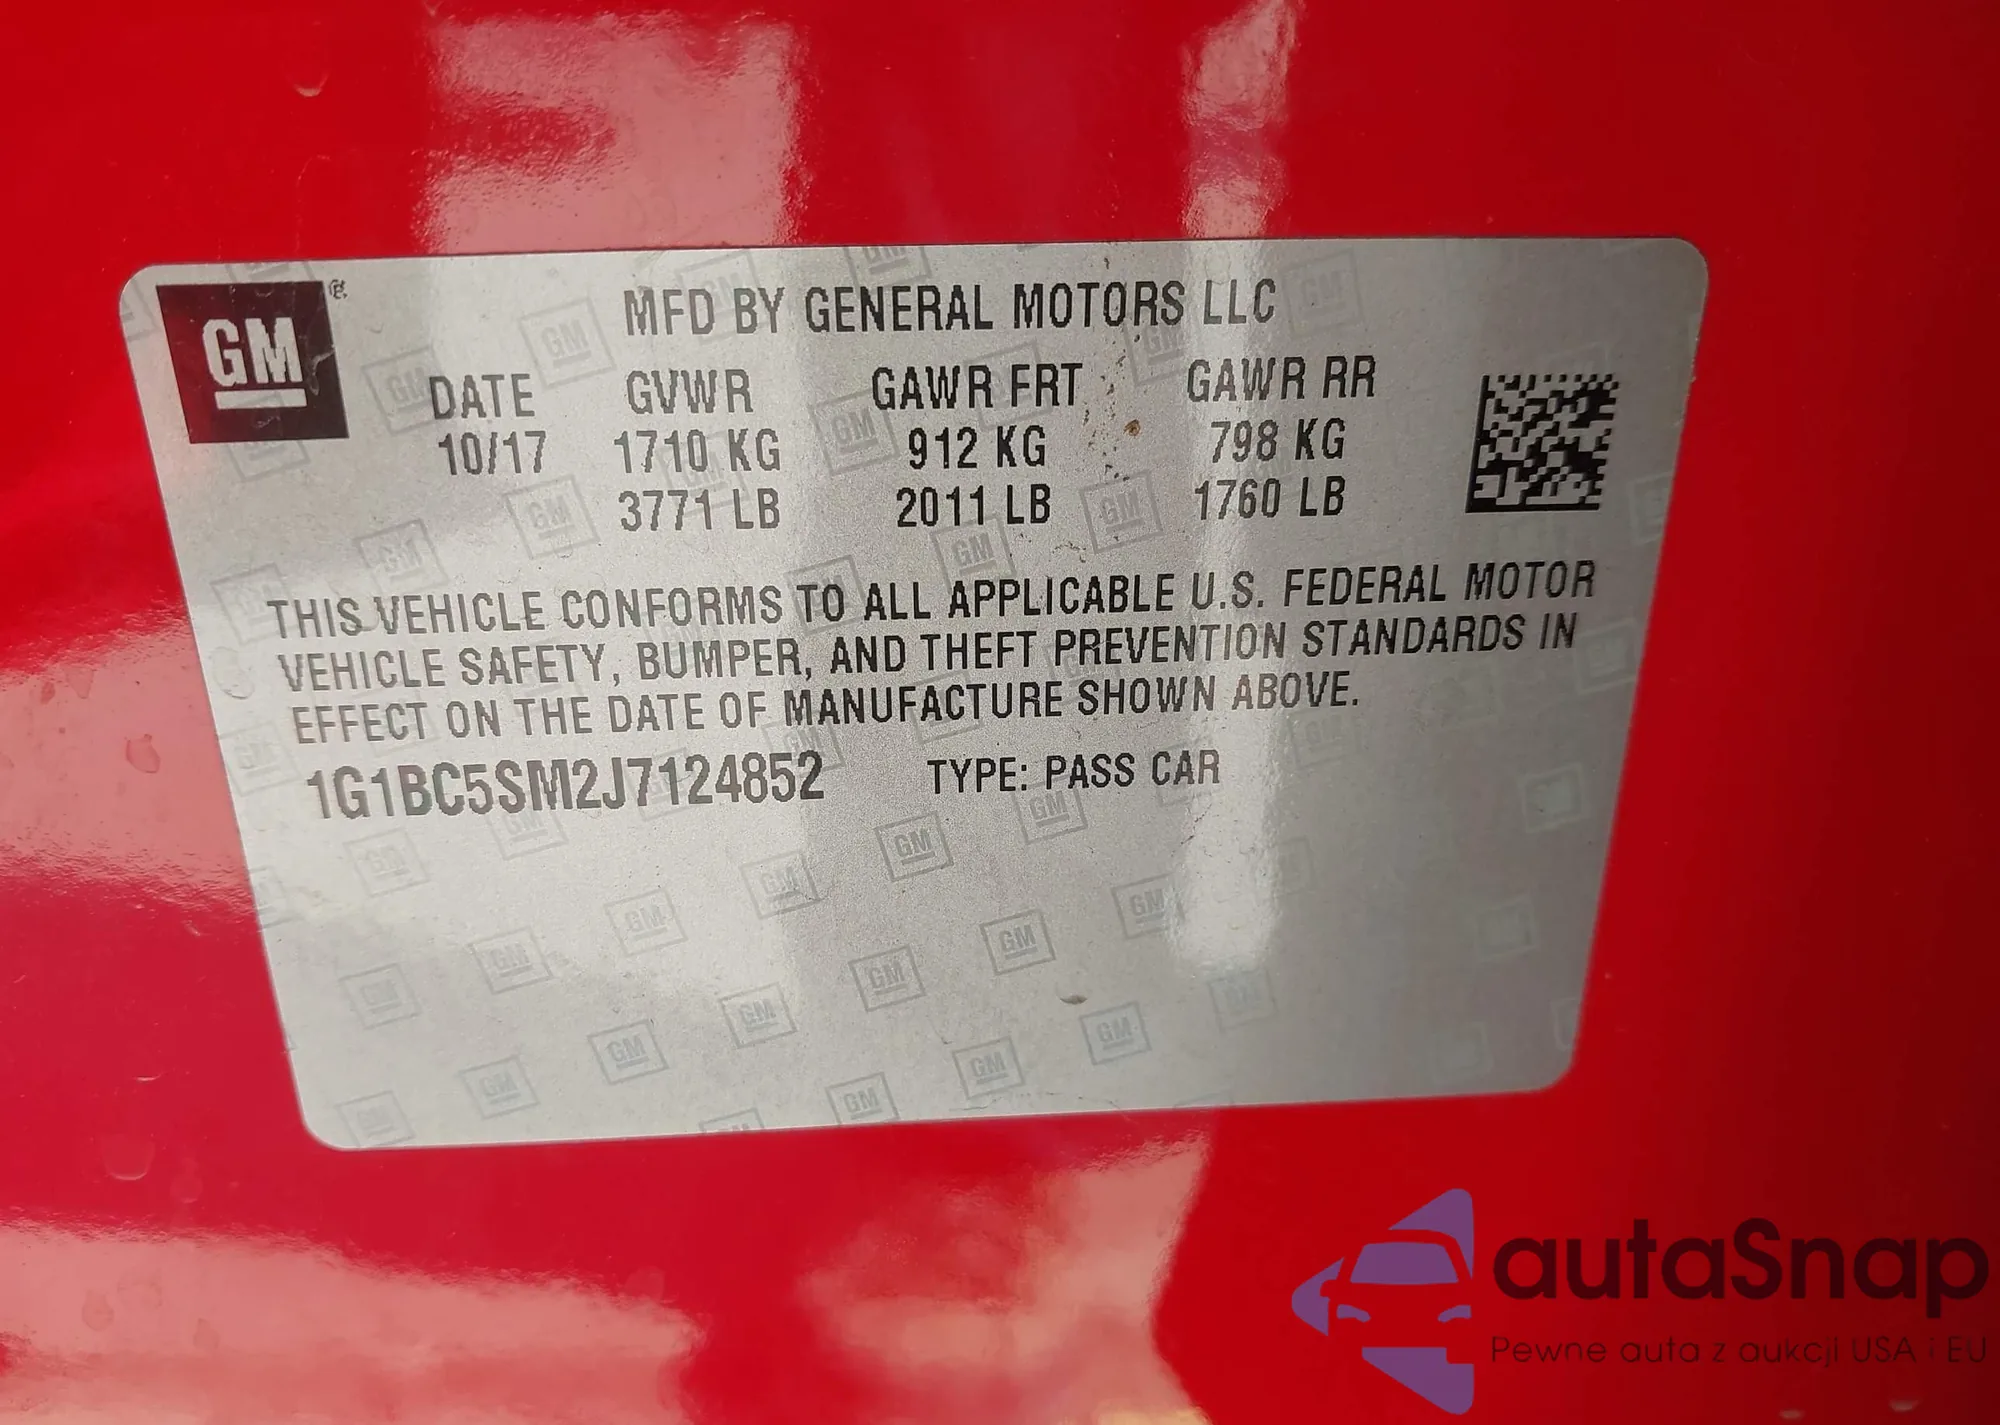 GM
MFD BY GENERAL MOTORS LLC
DATE GVWR GAWR FRT GAWR RR
10/17 1710 KG 912 KG 798 KG
3771 LB 2011 LB 1760 LB
THIS VEHICLE CONFORMS TO ALL APPLICABLE U.S. FEDERAL MOTOR
VEHICLE SAFETY, BUMPER, AND THEFT PREVENTION STANDARDS IN
EFFECT ON THE DATE OF MANUFACTURE SHOWN ABOVE.
1G1BC5SM2J7124852 TYPE: PASS CAR
autaSnap
Pewne auta z aukcji USA i EU